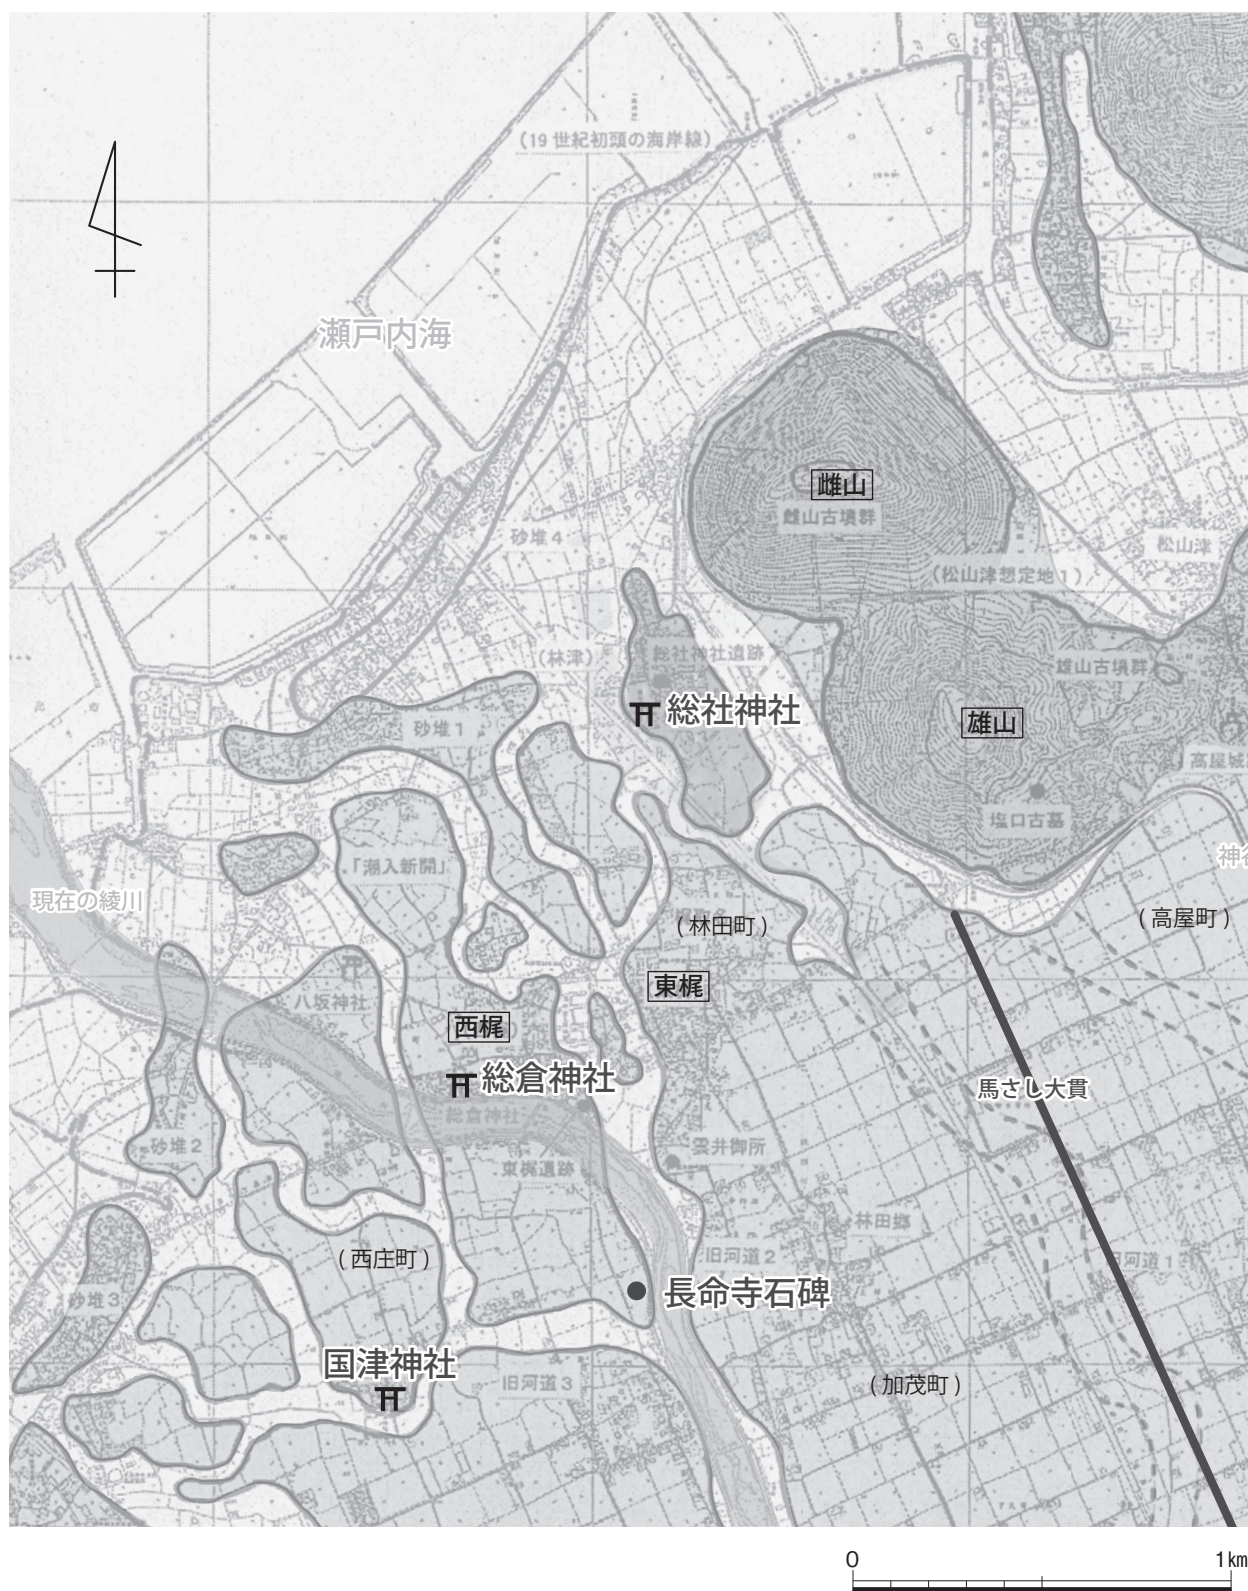 (19世紀初頭の海岸線)
瀬戸内海
雌山
雌山古墳群
砂堆4
松山津
(松山津想定地1)
(林津)
総社神社遺跡
雄山古墳群
総社神社
雄山
砂堆1
高屋城
塩口古墓
「潮入新開」
神谷
現在の綾川
(林田町)
(高屋町)
東梶
八坂神社
西梶
総倉神社
馬さし大貫
総倉神社
砂堆2
東梶遺跡
雲井御所
林田郷
(西庄町)
旧河道2
旧河道1
砂堆3
長命寺石碑
国津神社
旧河道3
(加茂町)
0
1km